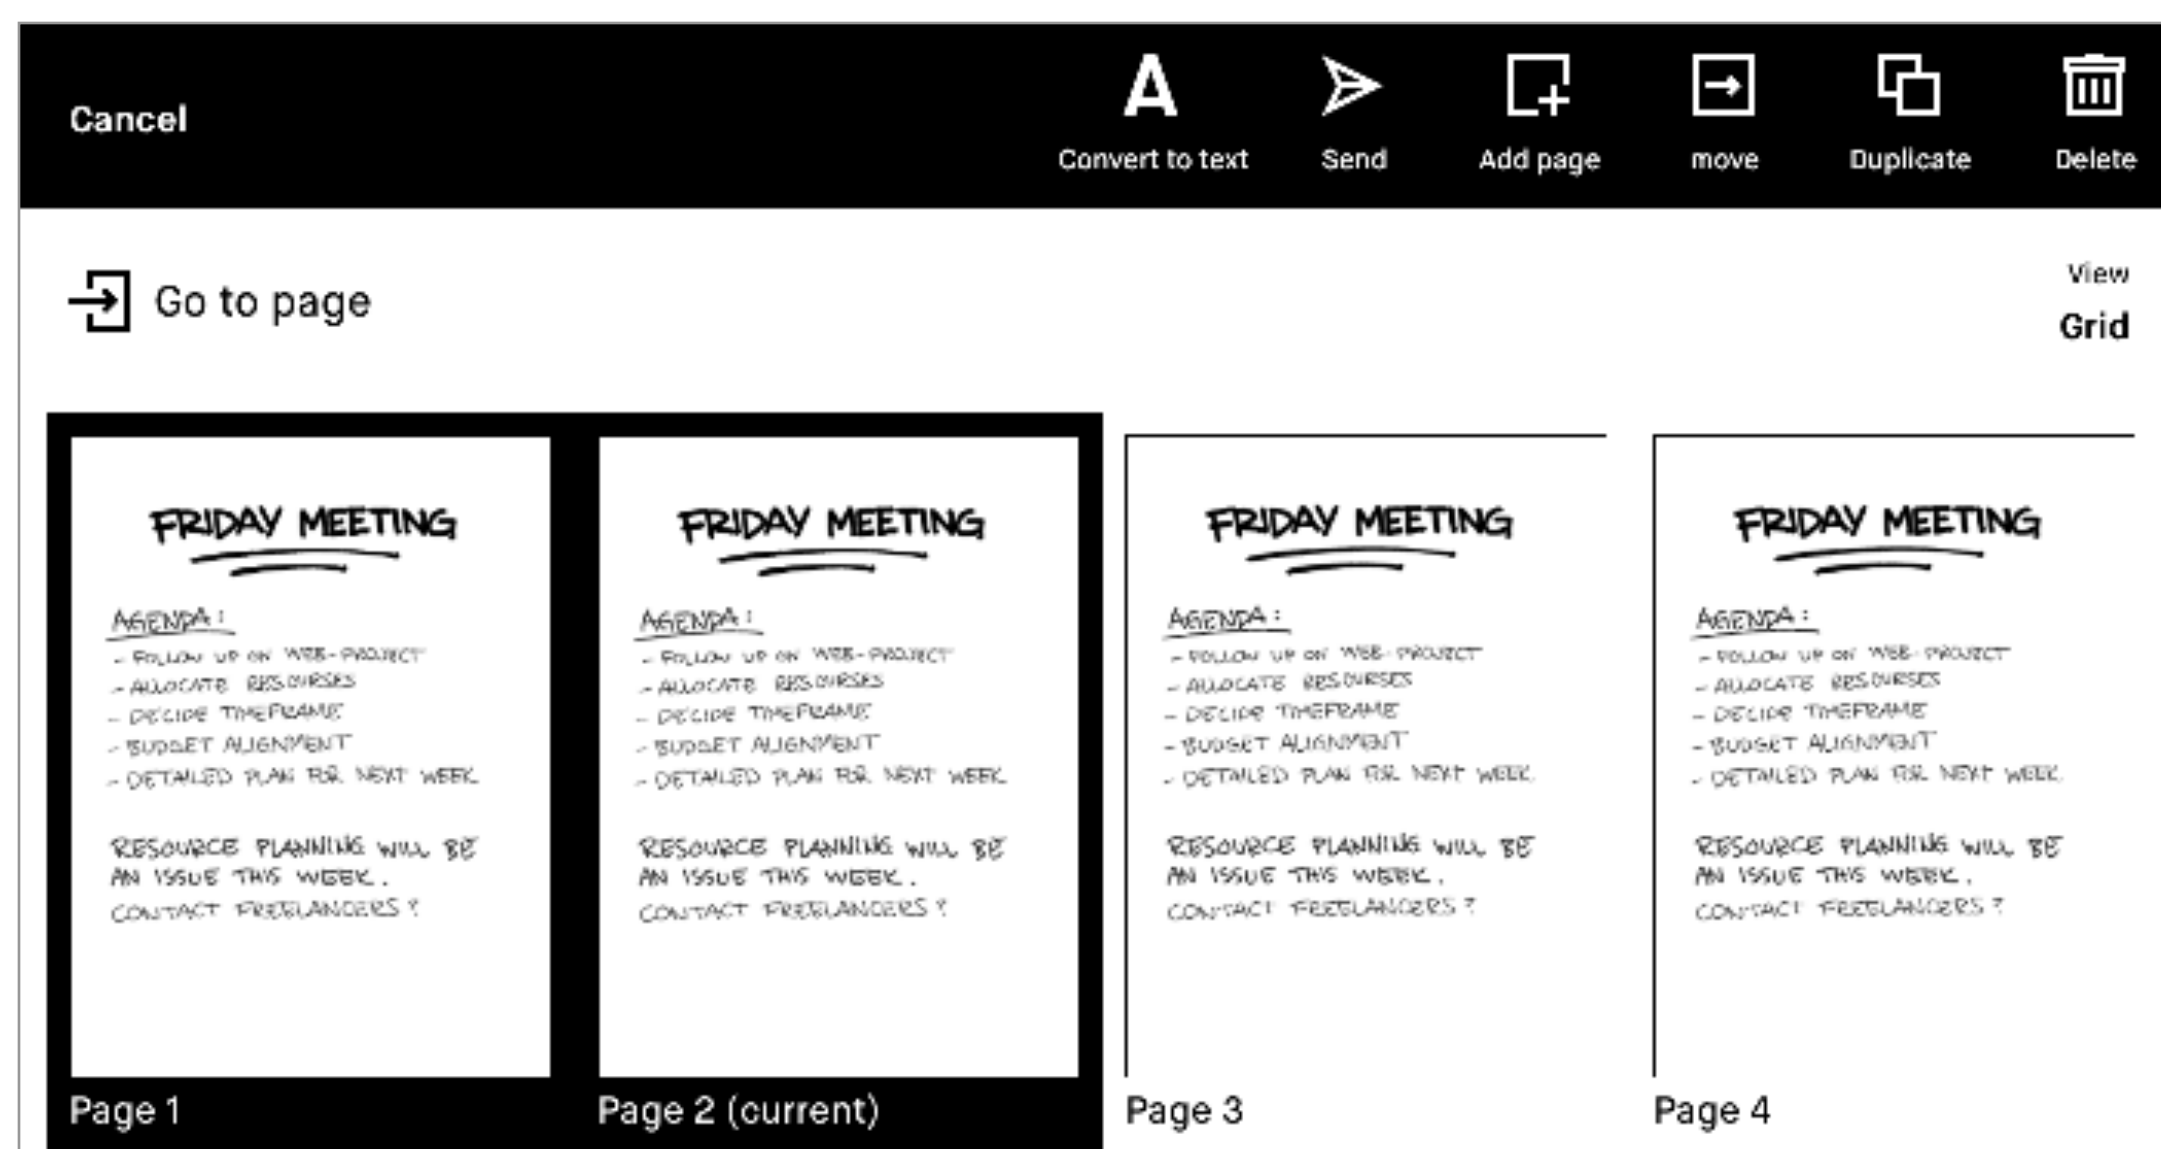 Cancel
Convert to text
Send
Add page
move
Duplicate
Delete
Go to page
View
Grid
FRIDAY MEETING
AGENDA:
- FOLLOW UP ON WEB-PROJECT
- ALLOCATE RESOURSES
- DECIDE TIMEFRAME
- BUDGET ALIGNMENT
- DETAILED PLAN FOR NEXT WEEK
RESOURCE PLANNING WILL BE
AN ISSUE THIS WEEK.
CONTACT FREELANCERS?
Page 1
FRIDAY MEETING
AGENDA:
- FOLLOW UP ON WEB-PROJECT
- ALLOCATE RESOURSES
- DECIDE TIMEFRAME
- BUDGET ALIGNMENT
- DETAILED PLAN FOR NEXT WEEK
RESOURCE PLANNING WILL BE
AN ISSUE THIS WEEK.
CONTACT FREELANCERS?
Page 2 (current)
FRIDAY MEETING
AGENDA:
- FOLLOW UP ON WEB-PROJECT
- ALLOCATE RESOURSES
- DECIDE TIMEFRAME
- BUDGET ALIGNMENT
- DETAILED PLAN FOR NEXT WEEK
RESOURCE PLANNING WILL BE
AN ISSUE THIS WEEK.
CONTACT FREELANCERS?
Page 3
FRIDAY MEETING
AGENDA:
- FOLLOW UP ON WEB-PROJECT
- ALLOCATE RESOURSES
- DECIDE TIMEFRAME
- BUDGET ALIGNMENT
- DETAILED PLAN FOR NEXT WEEK
RESOURCE PLANNING WILL BE
AN ISSUE THIS WEEK.
CONTACT FREELANCERS?
Page 4